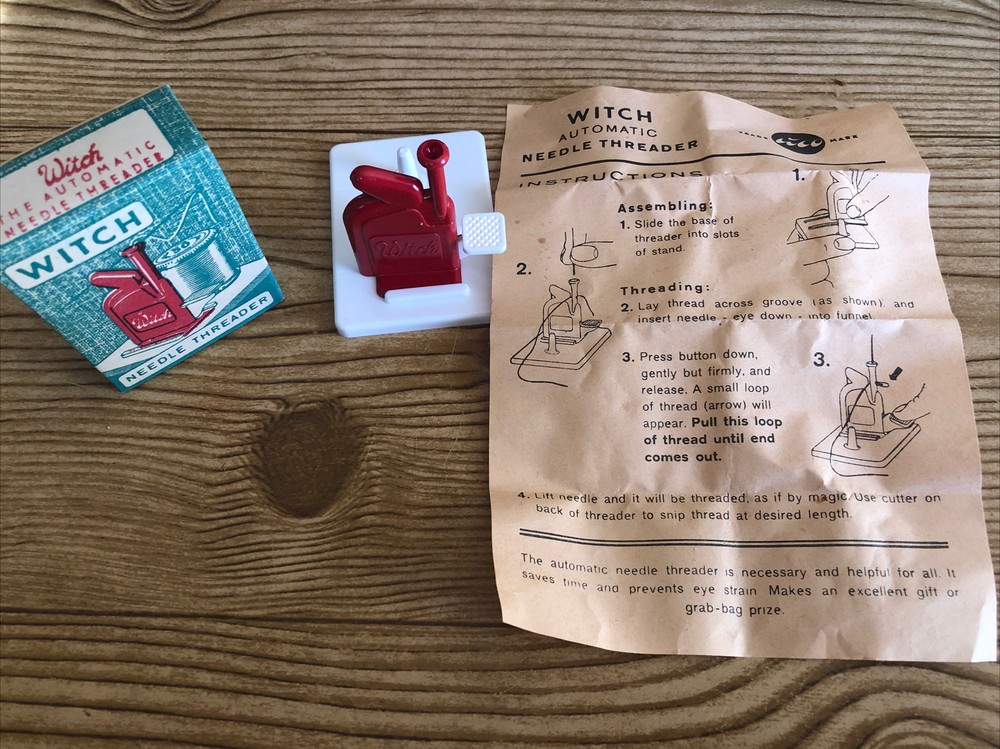 Witch
THE AUTOMATIC
NEEDLE THREADER
WITCH
Witch
NEEDLE THREADER
Witch
WITCH
AUTOMATIC
NEEDLE THREADER
TRADE MARK
INSTRUCTIONS
1.
Assembling:
1. Slide the base of
threader into slots
of stand.
2.
Threading:
2. Lay thread across groove (as shown), and
insert needle - eye down - into funnel.
3. Press button down,
gently but firmly, and
release. A small loop
of thread (arrow) will
appear. Pull this loop
of thread until end
comes out.
3.
4. Lift needle and it will be threaded, as if by magic. Use cutter on
back of threader to snip thread at desired length.
The automatic needle threader is necessary and helpful for all. It
saves time and prevents eye strain Makes an excellent gift or
grab-bag prize.